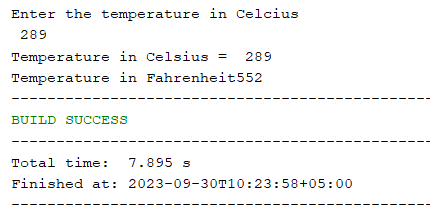 Enter the temperature in Celcius
289
Temperature in Celsius =  289
Temperature in Fahrenheit552
------------------------------------------------
BUILD SUCCESS
------------------------------------------------
Total time:  7.895 s
Finished at: 2023-09-30T10:23:58+05:00
------------------------------------------------